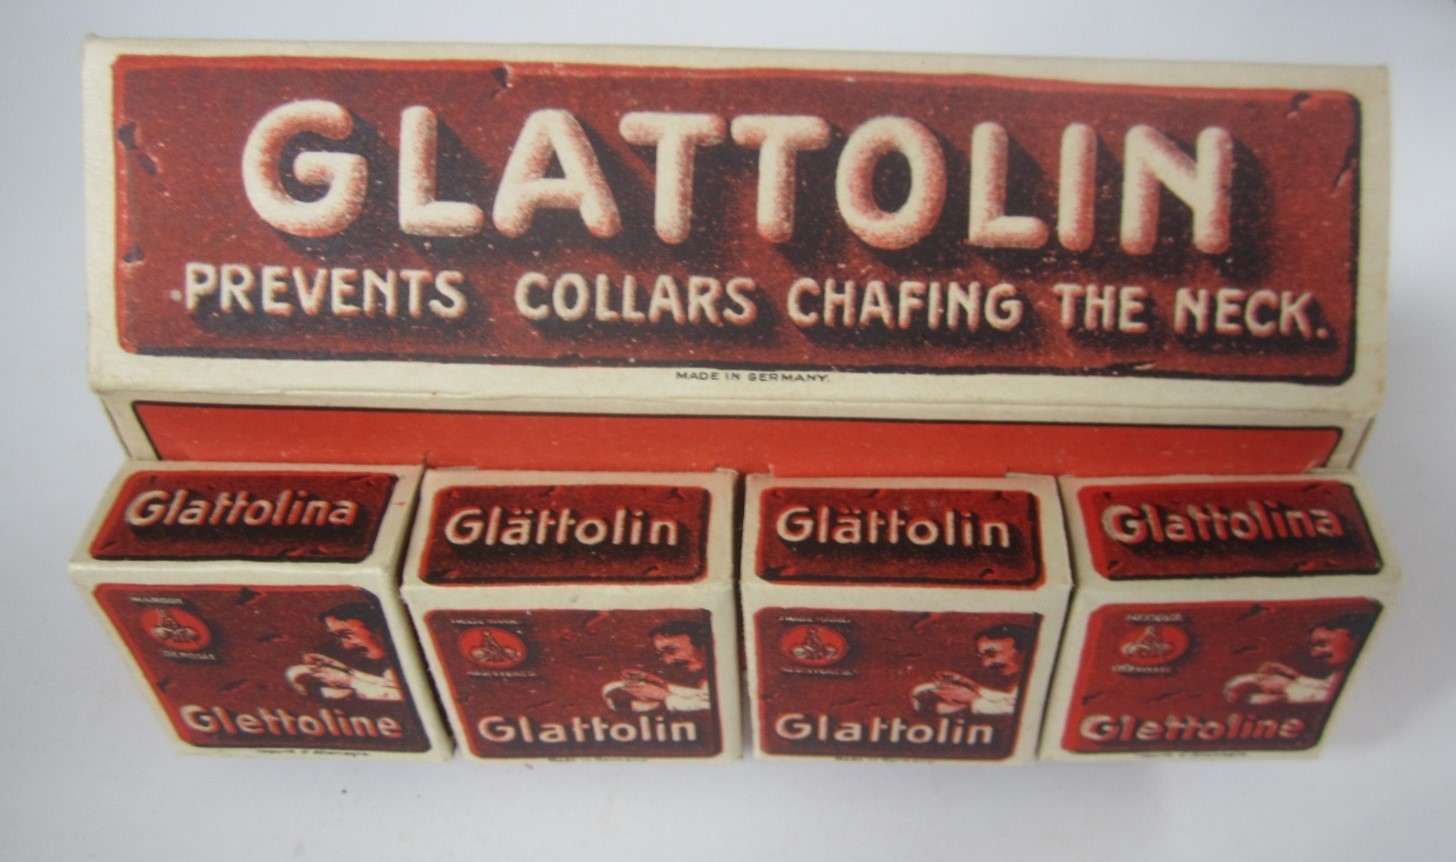 GLATTOLIN
PREVENTS COLLARS CHAFING THE NECK.
MADE IN GERMANY.
Glattolina
Glättolin
Glättolin
Glattolina
Glettoline
Glattolin
Glattolin
Glettoline